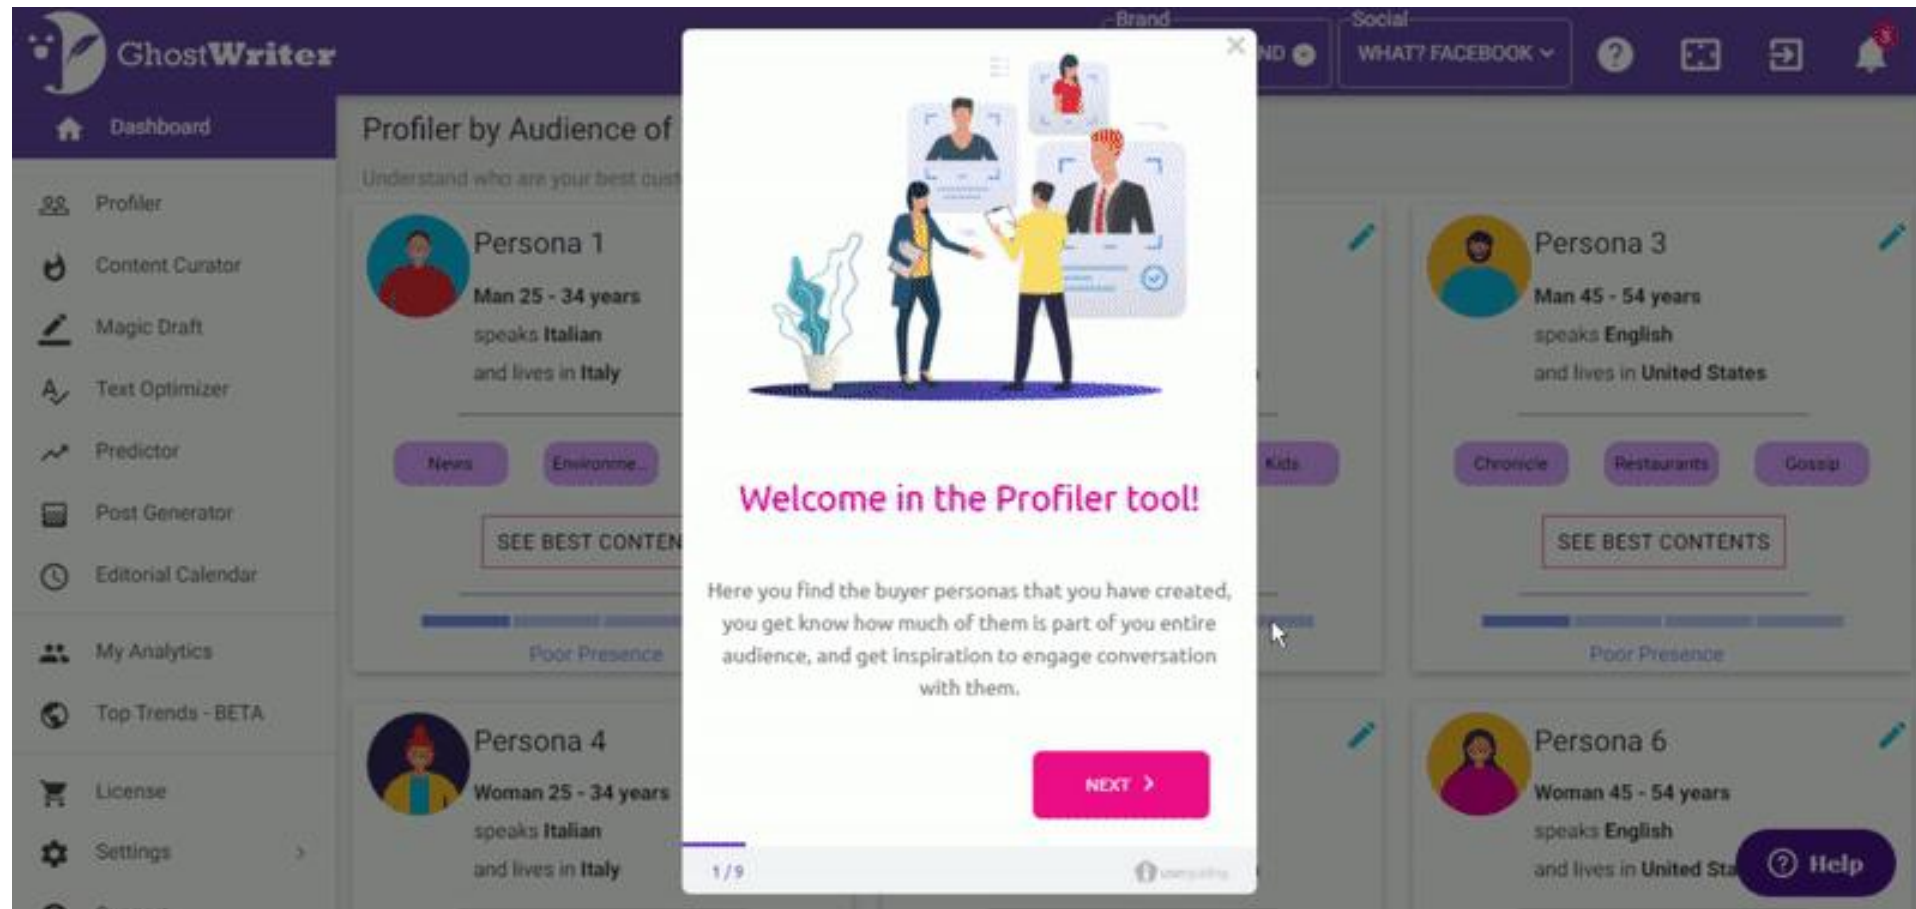 GhostWriter
Brand
ND
Social
WHAT? FACEBOOK
Dashboard
Profiler
Content Curator
Magic Draft
Text Optimizer
Predictor
Post Generator
Editorial Calendar
My Analytics
Top Trends - BETA
License
Settings
Profiler by Audience of
Understand who are your best cust
Persona 1
Man 25 - 34 years
speaks Italian
and lives in Italy
News
Environme...
SEE BEST CONTEN
Poor Presence
Kids
Persona 3
Man 45 - 54 years
speaks English
and lives in United States
Chronicle
Restaurants
Gossip
SEE BEST CONTENTS
Poor Presence
Persona 4
Woman 25 - 34 years
speaks Italian
and lives in Italy
Persona 6
Woman 45 - 54 years
speaks English
and lives in United Sta
Welcome in the Profiler tool!
Here you find the buyer personas that you have created,
you get know how much of them is part of you entire
audience, and get inspiration to engage conversation
with them.
NEXT
1/9
Help